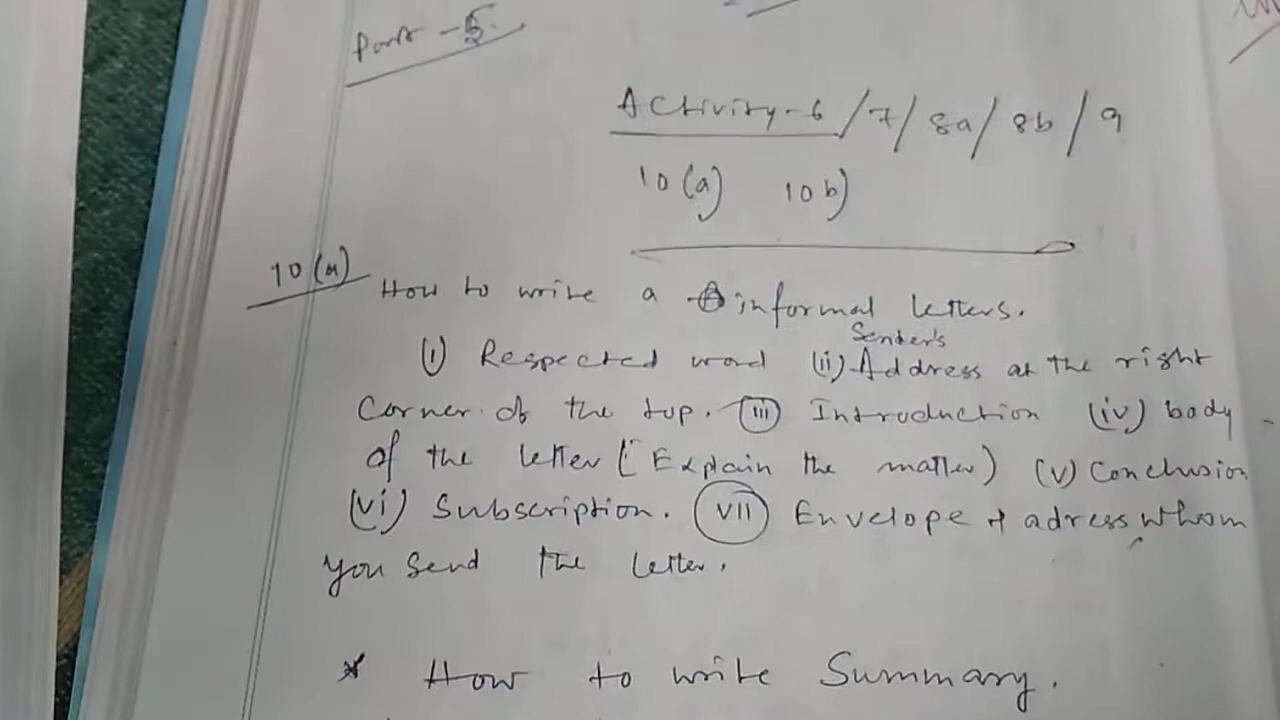 Part - 5.
Activity-6 / 7 / 8a / 8b / 9
10 (a) 10 b)
10 (a) How to write a informal letters.
(i) Respected word (ii) Sender's Address at the right
corner of the top. (iii) Introduction (iv) body
of the letter (Explain the matter) (v) Conclusion
(vi) Subscription. (VII) Envelope & adress whom
you send the letter.
* How to write Summary.